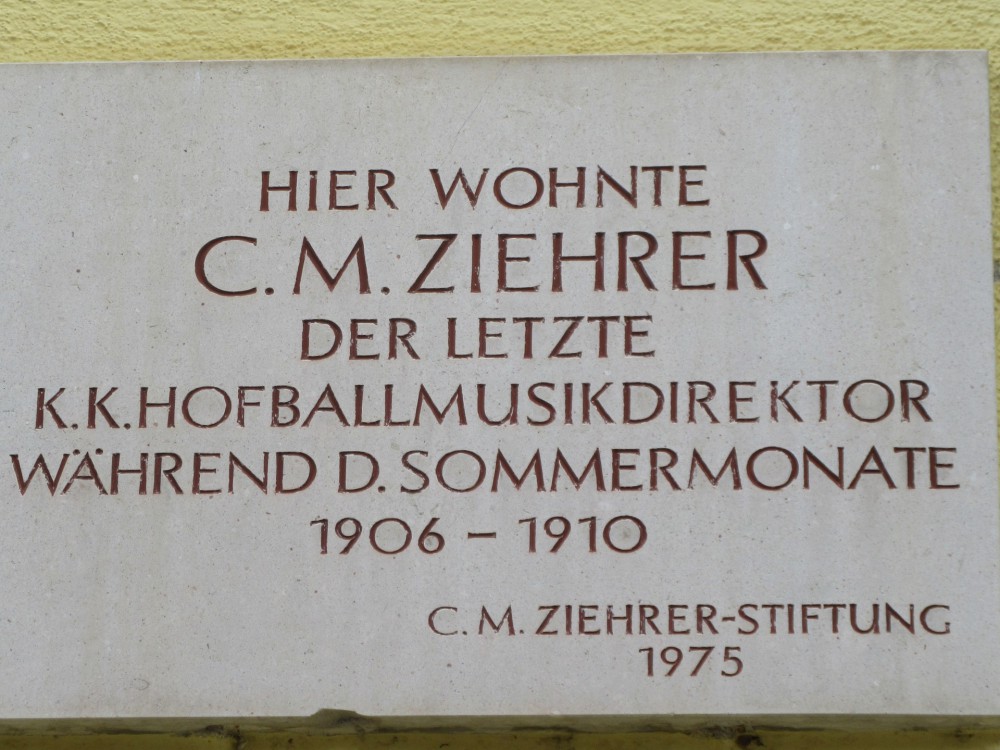 HIER WOHNTE
C. M. ZIEHRER
DER LETZTE
K.K. HOFBALLMUSIKDIREKTOR
WÄHREND D. SOMMERMONATE
1906 – 1910
C. M. ZIEHRER-STIFTUNG
1975